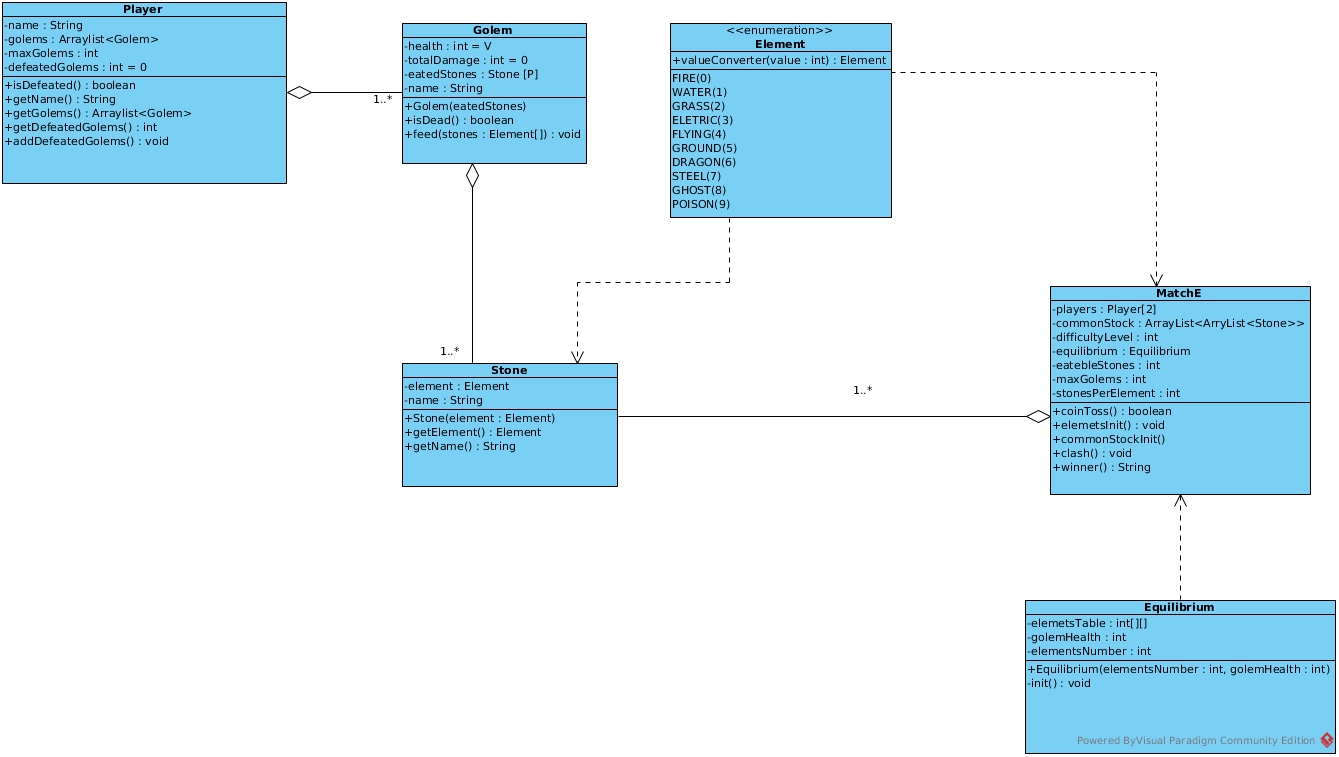 Player
-name : String
-golems : Arraylist<Golem>
-maxGolems : int
-defeatedGolems : int = 0
+isDefeated() : boolean
+getName() : String
+getGolems() : Arraylist<Golem>
+getDefeatedGolems() : int
+addDefeatedGolems() : void
1..*
Golem
-health : int = V
-totalDamage : int = 0
-eatedStones : Stone [P]
-name : String
+Golem(eatedStones)
+isDead() : boolean
+feed(stones : Element[]) : void
<<enumeration>>
Element
+valueConverter(value : int) : Element
FIRE(0)
WATER(1)
GRASS(2)
ELETRIC(3)
FLYING(4)
GROUND(5)
DRAGON(6)
STEEL(7)
GHOST(8)
POISON(9)
1..*
Stone
-element : Element
-name : String
+Stone(element : Element)
+getElement() : Element
+getName() : String
1..*
MatchE
-players : Player[2]
-commonStock : ArrayList<ArryList<Stone>>
-difficultyLevel : int
-equilibrium : Equilibrium
-eatebleStones : int
-maxGolems : int
-stonesPerElement : int
+coinToss() : boolean
+elemetsInit() : void
+commonStockInit()
+clash() : void
+winner() : String
Equilibrium
-elemetsTable : int[][]
-golemHealth : int
-elementsNumber : int
+Equilibrium(elementsNumber : int, golemHealth : int)
-init() : void
Powered ByVisual Paradigm Community Edition